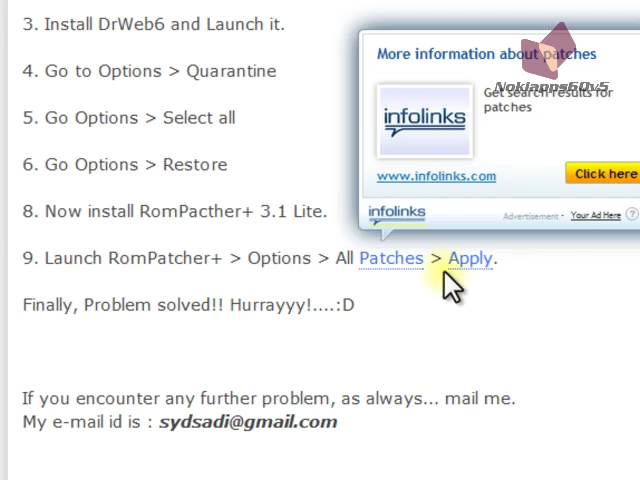 3. Install DrWeb6 and Launch it.
4. Go to Options > Quarantine
5. Go Options > Select all
6. Go Options > Restore
8. Now install RomPacther+ 3.1 Lite.
9. Launch RomPatcher+ > Options > All Patches > Apply.
Finally, Problem solved!! Hurrayyy!....:D
If you encounter any further problem, as always... mail me.
My e-mail id is : sydsadi@gmail.com
More information about patches
Noklapps60v5
Get search results for
patches
infolinks
www.infolinks.com
Click here
infolinks
Advertisement - Your Ad Here ?